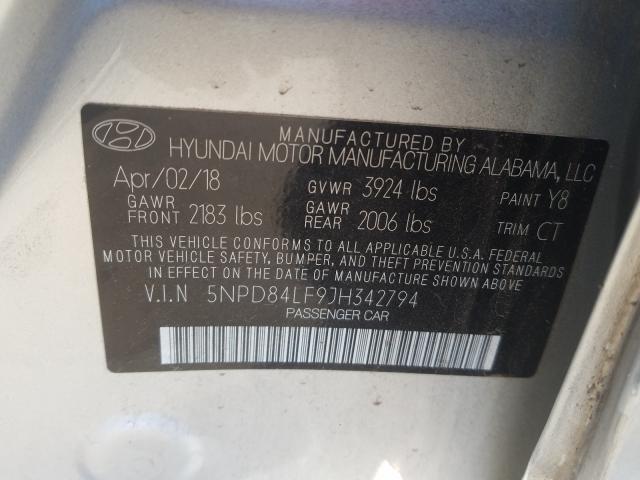 MANUFACTURED BY
HYUNDAI MOTOR MANUFACTURING ALABAMA, LLC
Apr/02/18 GVWR 3924 lbs PAINT Y8
GAWR FRONT 2183 lbs GAWR REAR 2006 lbs TRIM CT
THIS VEHICLE CONFORMS TO ALL APPLICABLE U.S.A. FEDERAL
MOTOR VEHICLE SAFETY, BUMPER, AND THEFT PREVENTION STANDARDS
IN EFFECT ON THE DATE OF MANUFACTURE SHOWN ABOVE
V.I.N 5NPD84LF9JH342794
PASSENGER CAR